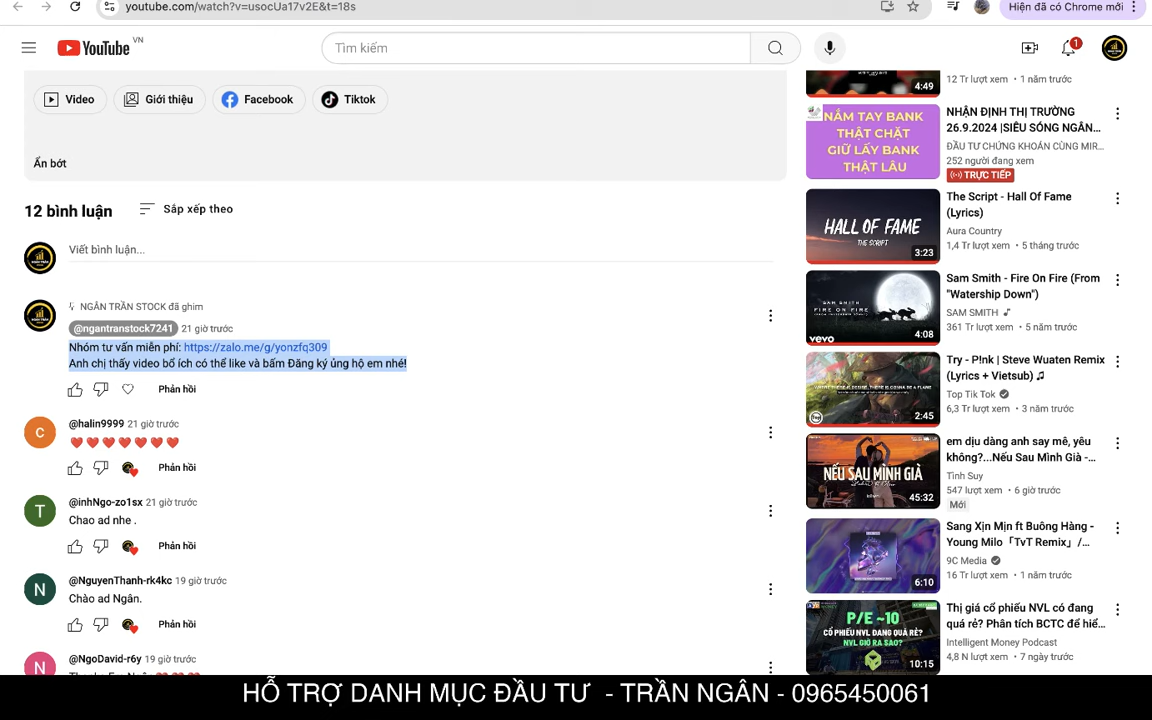 youtube.com/watch?v=usocUa17v2E&t=18s
Hiện đã có Chrome mới
YouTube VN
Tìm kiếm
1
Video
Giới thiệu
Facebook
Tiktok
Ẩn bớt
12 bình luận
Sắp xếp theo
Viết bình luận...
NGÂN TRẦN STOCK đã ghim
@ngantranstock7241 21 giờ trước
Nhóm tư vấn miễn phí: https://zalo.me/g/yonzfq309
Anh chị thấy video bổ ích có thể like và bấm Đăng ký ủng hộ em nhé!
Phản hồi
C
@halin9999 21 giờ trước
Phản hồi
T
@inhNgo-zo1sx 21 giờ trước
Chao ad nhe .
Phản hồi
N
@NguyenThanh-rk4kc 19 giờ trước
Chào ad Ngân.
Phản hồi
N
@NgoDavid-r6y 19 giờ trước
4:49
12 Tr lượt xem • 1 năm trước
NẮM TAY BANK
THẬT CHẶT
GIỮ LẤY BANK
THẬT LÂU
NHẬN ĐỊNH THỊ TRƯỜNG
26.9.2024 |SIÊU SÓNG NGÂN...
ĐẦU TƯ CHỨNG KHOÁN CÙNG MIR...
252 người đang xem
TRỰC TIẾP
HALL OF FAME
THE SCRIPT
3:23
The Script - Hall Of Fame
(Lyrics)
Aura Country
1,4 Tr lượt xem • 5 tháng trước
SAM SMITH
FIRE ON FIRE
vevo
4:08
Sam Smith - Fire On Fire (From
"Watership Down")
SAM SMITH
361 Tr lượt xem • 5 năm trước
2:45
Try - P!nk | Steve Wuaten Remix
(Lyrics + Vietsub) ♫
Top Tik Tok
6,3 Tr lượt xem • 3 năm trước
NẾU SAU MÌNH GIÀ
45:32
em dịu dàng anh say mê, yêu
không?...Nếu Sau Mình Già -...
Tình Suy
547 lượt xem • 6 giờ trước
Mới
6:10
Sang Xịn Mịn ft Buông Hàng -
Young Milo「TvT Remix」/...
9C Media
16 Tr lượt xem • 1 năm trước
P/E ~10
CỔ PHIẾU NVL ĐANG QUÁ RẺ?
NVL GIỜ RA SAO?
10:15
Thị giá cổ phiếu NVL có đang
quá rẻ? Phân tích BCTC để hiể...
Intelligent Money Podcast
4,8 N lượt xem • 7 ngày trước
HỖ TRỢ DANH MỤC ĐẦU TƯ - TRẦN NGÂN - 0965450061